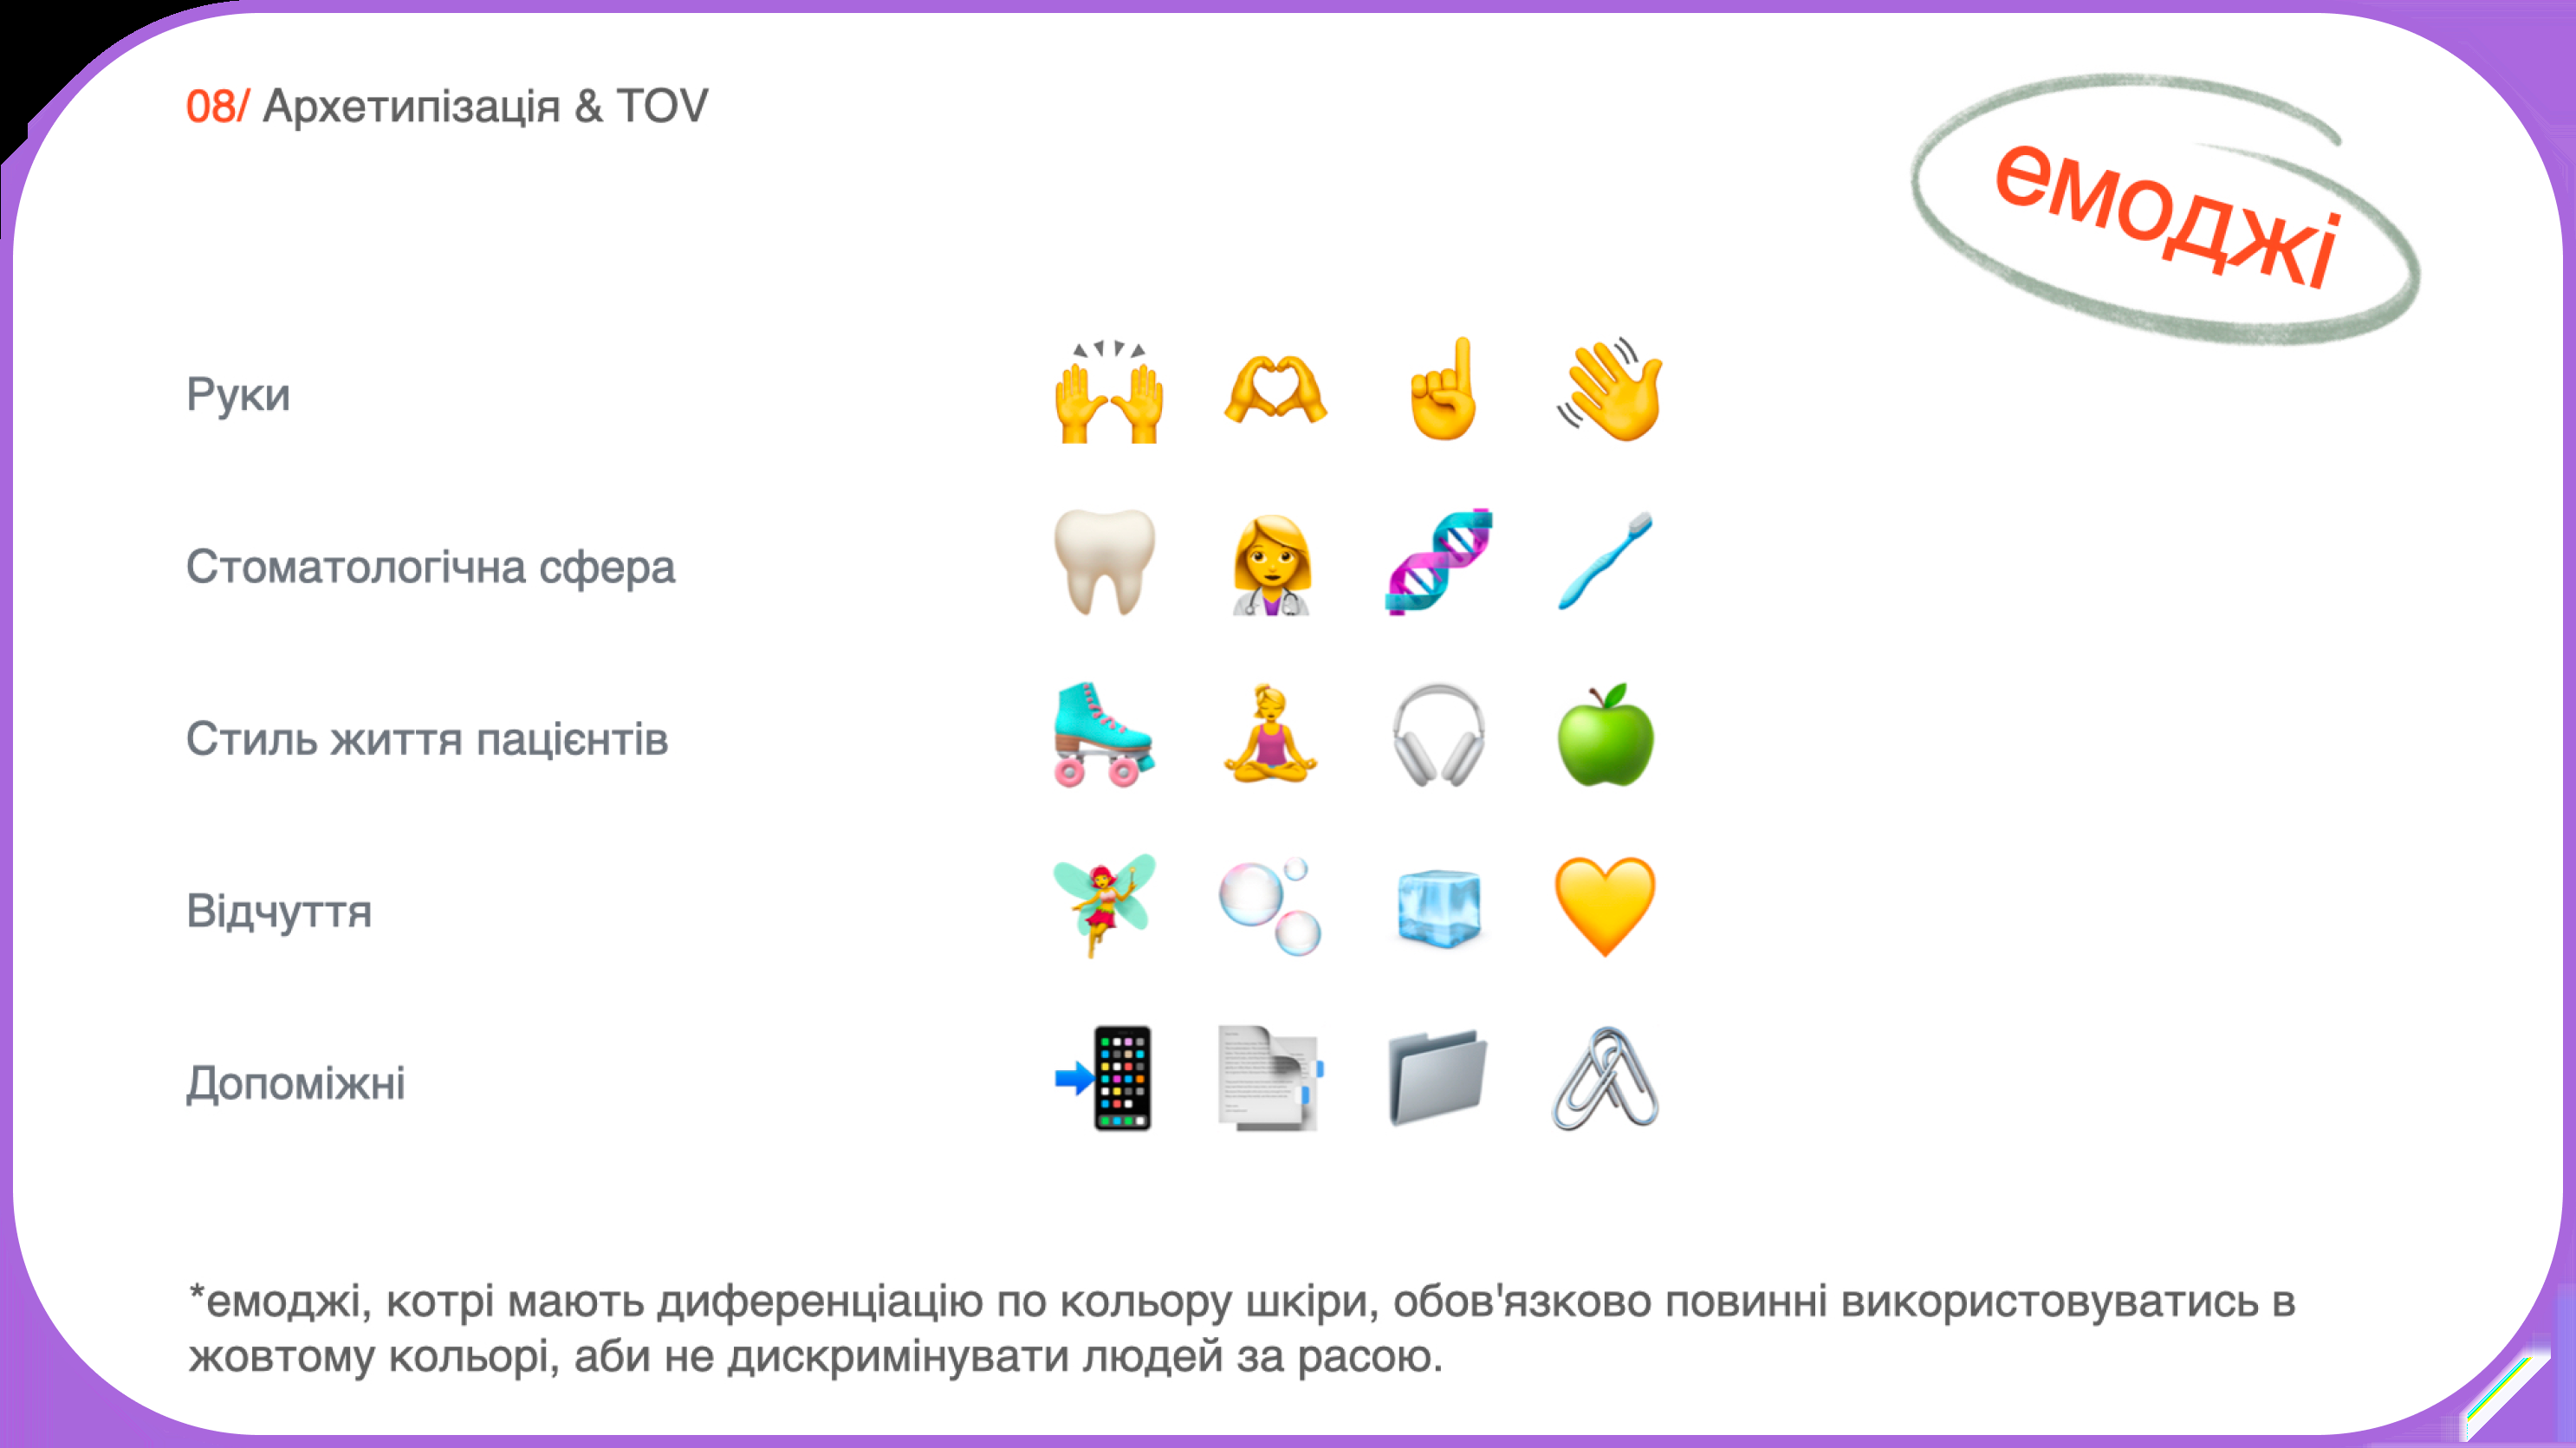 08/ Архетипізація & TOV
емоджі
Руки
Стоматологічна сфера
Стиль життя пацієнтів
Відчуття
Допоміжні
*емоджі, котрі мають диференціацію по кольору шкіри, обов'язково повинні використовуватись в
жовтому кольорі, аби не дискримінувати людей за расою.